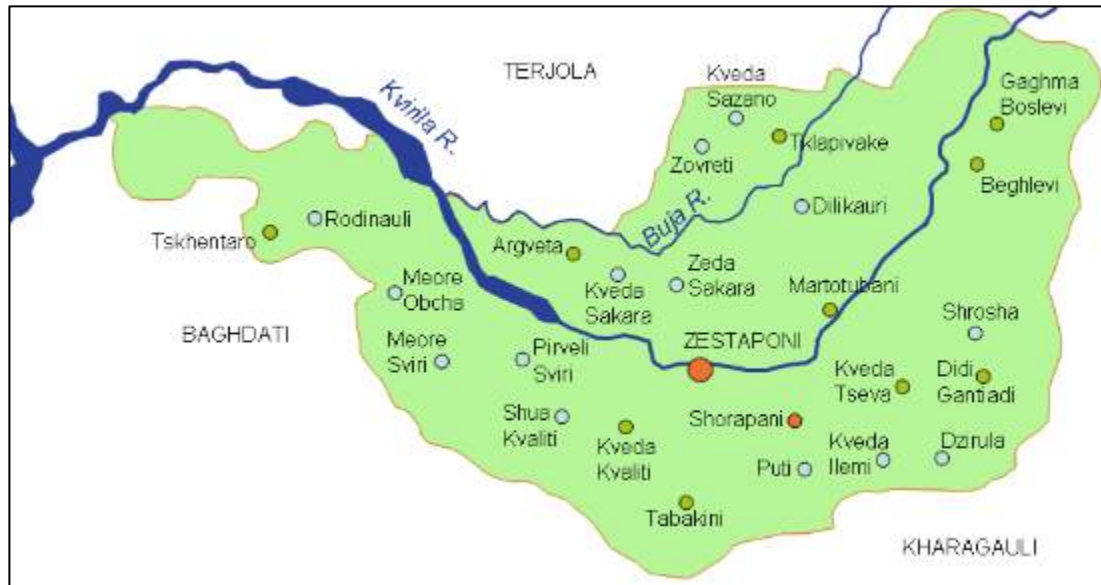 TERJOLA
Kveda
Sazano
Gaghma
Boslevi
Kvirila R.
Zovreti
Tklapivake
Beghlevi
Rodinauli
Dilikauri
Tskhentaro
Argveta
Buja R.
Meore
Obcha
Kveda
Sakara
Zeda
Sakara
Martotubani
Shrosha
BAGHDATI
Meore
Sviri
Pirveli
Sviri
ZESTAPONI
Kveda
Tseva
Didi
Gantiadi
Shua
Kvaliti
Kveda
Kvaliti
Shorapani
Kveda
Ilemi
Dzirula
Puti
Tabakini
KHARAGAULI